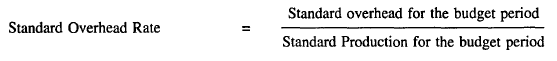 Standard overhead for the budget period
Standard Overhead Rate =
Standard Production for the budget period